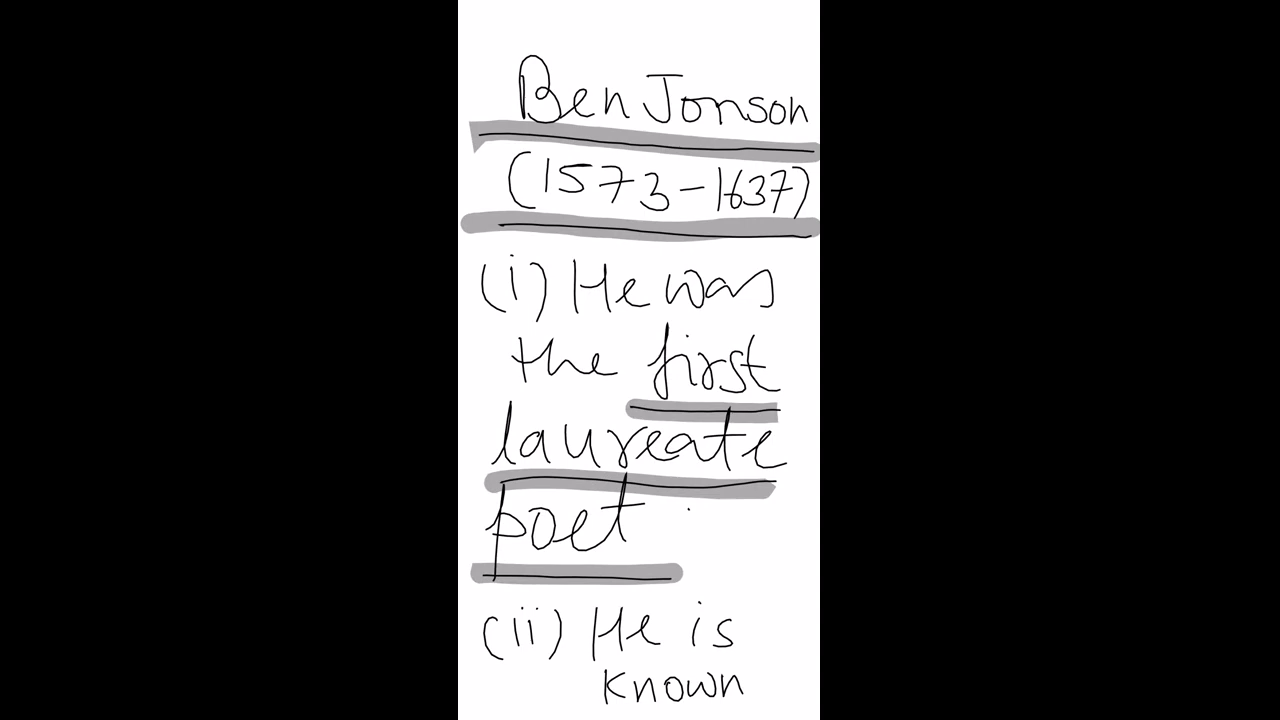 Ben Jonson
(1573-1637)
(i) He was
the first
laureate
poet
(ii) He is
known